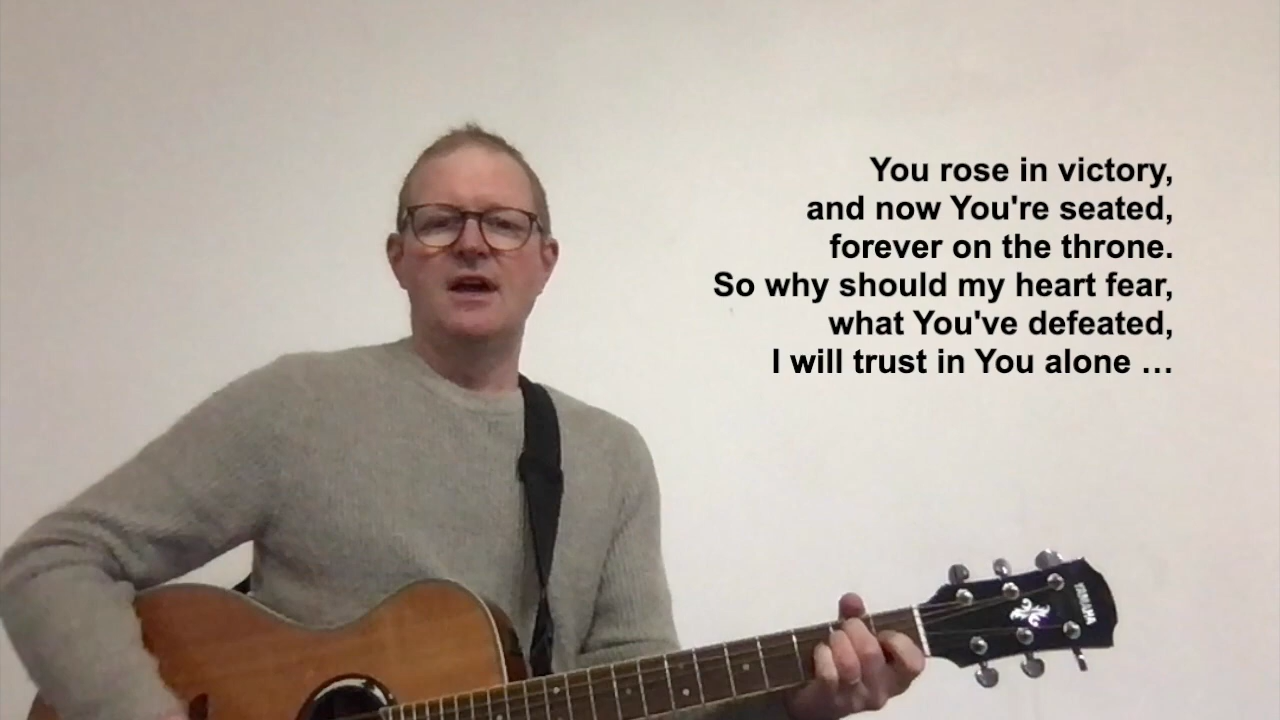 You rose in victory,
and now You're seated,
forever on the throne.
So why should my heart fear,
what You've defeated,
I will trust in You alone …
YAMAHA